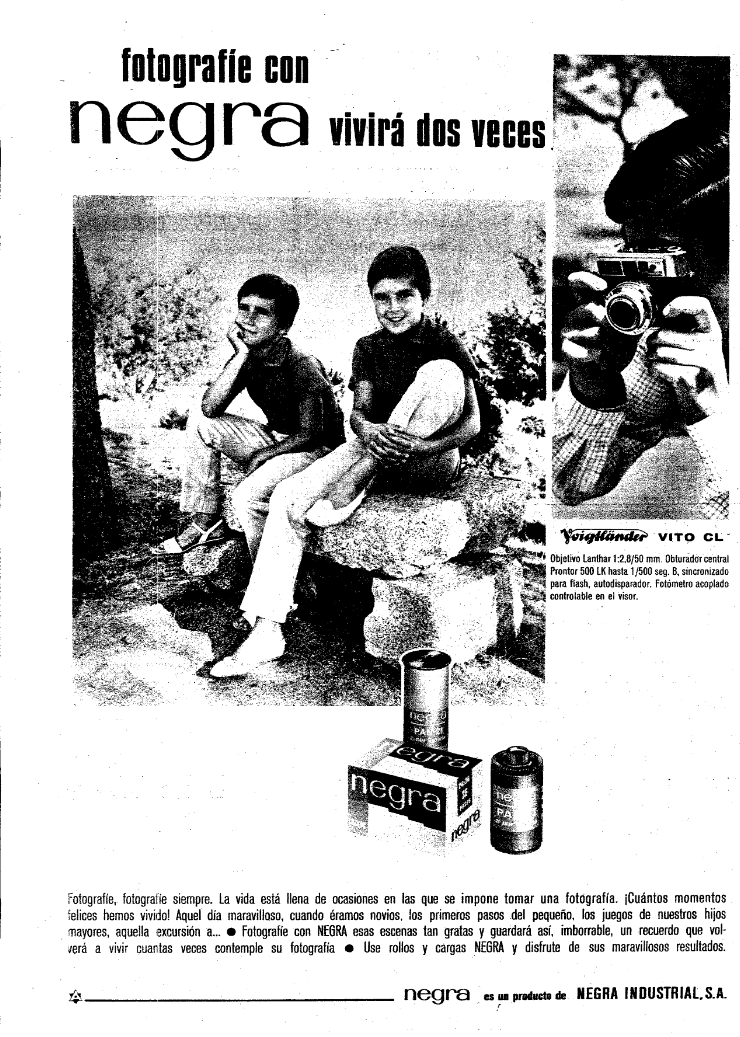 fotografíe con
negra vivirá dos veces
Voigtländer VITO CL
Objetivo Lanthar 1:2,8/50 mm. Obturador central
Prontor 500 LK hasta 1/500 seg. B, sincronizado
para flash, autodisparador. Fotómetro acoplado
controlable en el visor.
negra
PAN
negra
negra
negra
PA
Fotografíe, fotografíe siempre. La vida está llena de ocasiones en las que se impone tomar una fotografía. ¡Cuántos momentos
felices hemos vivido! Aquel día maravilloso, cuando éramos novios, los primeros pasos del pequeño, los juegos de nuestros hijos
mayores, aquella excursión a... ● Fotografíe con NEGRA esas escenas tan gratas y guardará así, imborrable, un recuerdo que vol-
verá a vivir cuantas veces contemple su fotografía ● Use rollos y cargas NEGRA y disfrute de sus maravillosos resultados.
negra es un producto de NEGRA INDUSTRIAL, S.A.